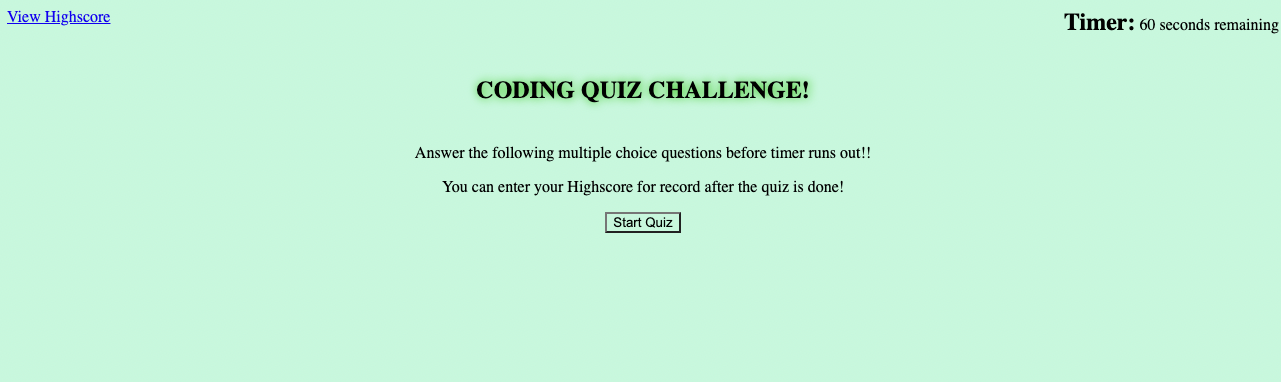 View Highscore
Timer: 60 seconds remaining
CODING QUIZ CHALLENGE!
Answer the following multiple choice questions before timer runs out!!
You can enter your Highscore for record after the quiz is done!
Start Quiz